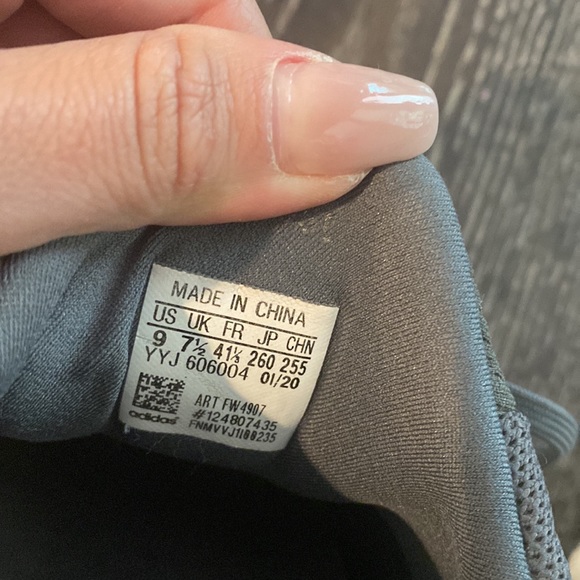 MADE IN CHINA
US UK FR JP CHN
9 7½ 41⅓ 260 255
YYJ 606004 01/20
ART FW4907
adidas #124807435